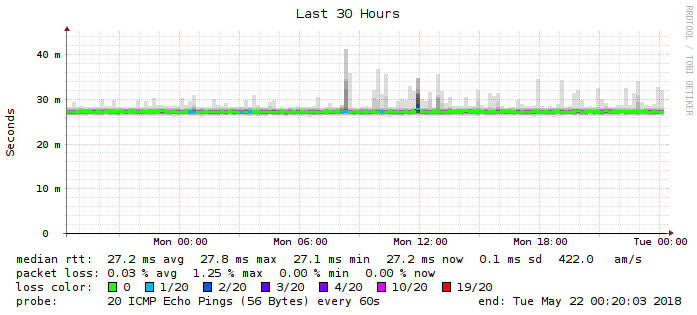 Last 30 Hours
RRDTOOL / TOBI OETIKER
Seconds
40 m
30 m
20 m
10 m
0
Mon 00:00 Mon 06:00 Mon 12:00 Mon 18:00 Tue 00:00
median rtt: 27.2 ms avg 27.8 ms max 27.1 ms min 27.2 ms now 0.1 ms sd 422.0 am/s
packet loss: 0.03 % avg 1.25 % max 0.00 % min 0.00 % now
loss color: 0 1/20 2/20 3/20 4/20 10/20 19/20
probe: 20 ICMP Echo Pings (56 Bytes) every 60s end: Tue May 22 00:20:03 2018